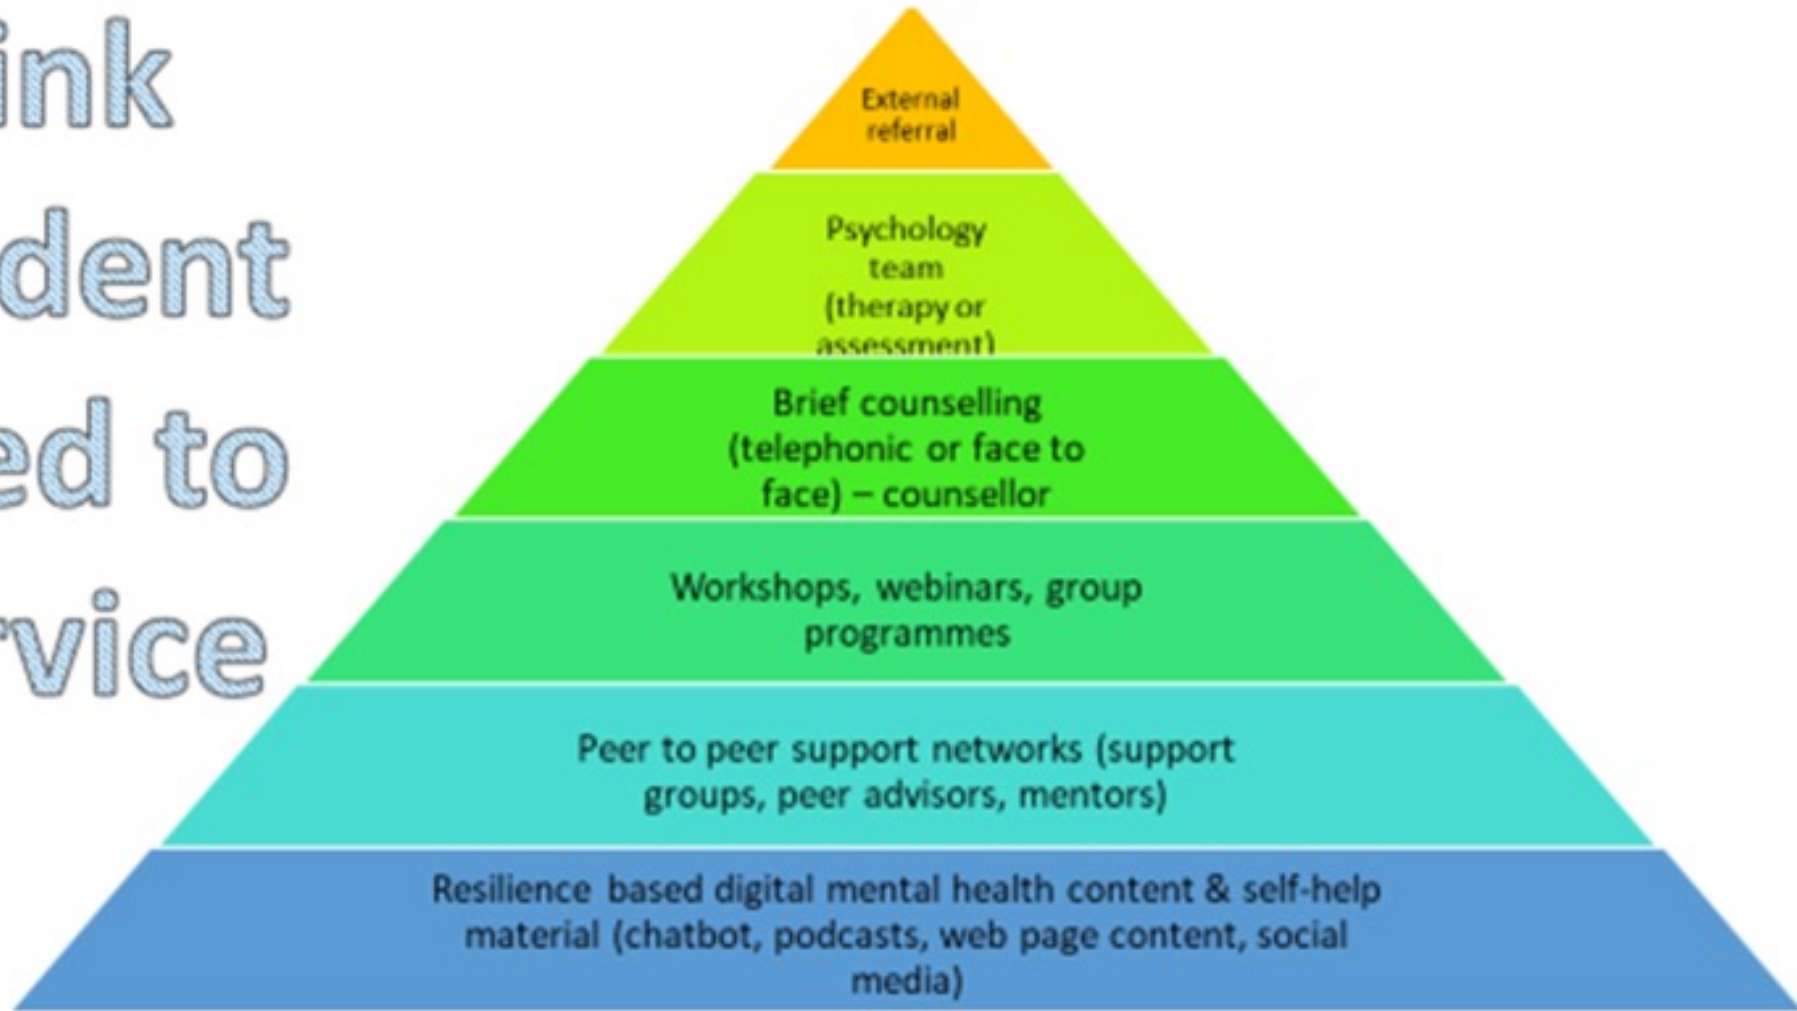 ink
dent
ed to
rvice
External
referral
Psychology
team
(therapy or
assessment)
Brief counselling
(telephonic or face to
face) – counsellor
Workshops, webinars, group
programmes
Peer to peer support networks (support
groups, peer advisors, mentors)
Resilience based digital mental health content & self-help
material (chatbot, podcasts, web page content, social
media)